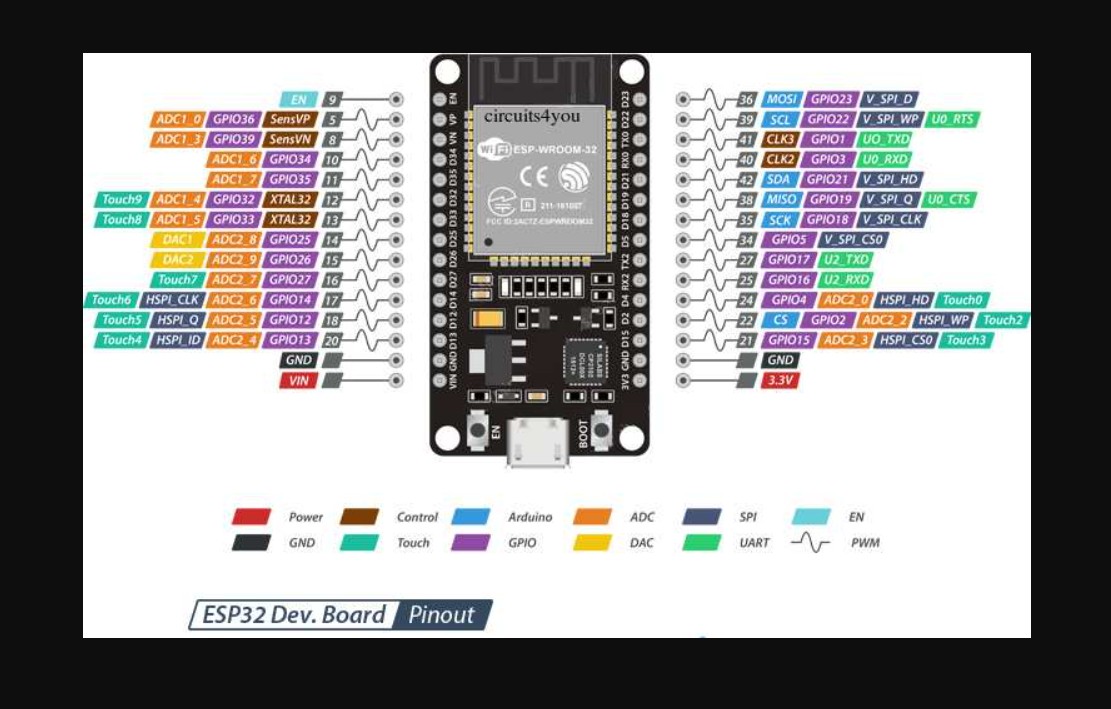 EN 9
ADC1_0 GPIO36 SensVP 5
ADC1_3 GPIO39 SensVN 8
ADC1_6 GPIO34 10
ADC1_7 GPIO35 11
Touch9 ADC1_4 GPIO32 XTAL32 12
Touch8 ADC1_5 GPIO33 XTAL32 13
DAC1 ADC2_8 GPIO25 14
DAC2 ADC2_9 GPIO26 15
Touch7 ADC2_7 GPIO27 16
Touch6 HSPI_CLK ADC2_6 GPIO14 17
Touch5 HSPI_Q ADC2_5 GPIO12 18
Touch4 HSPI_ID ADC2_4 GPIO13 20
GND
VIN
EN
VP
VN
D34
D35
D32
D33
D25
D26
D27
D14
D12
D13
GND
VIN
circuits4you
WiFi ESP-WROOM-32
CE
R 211-161007
EN
BOOT
D23
D22
TX0
RX0
D21
D19
D18
D5
TX2
RX2
D4
D2
D15
GND
3V3
36 MOSI GPIO23 V_SPI_D
39 SCL GPIO22 V_SPI_WP U0_RTS
41 CLK3 GPIO1 UO_TXD
40 CLK2 GPIO3 U0_RXD
42 SDA GPIO21 V_SPI_HD
38 MISO GPIO19 V_SPI_Q U0_CTS
35 SCK GPIO18 V_SPI_CLK
34 GPIO5 V_SPI_CS0
27 GPIO17 U2_TXD
25 GPIO16 U2_RXD
24 GPIO4 ADC2_0 HSPI_HD Touch0
22 CS GPIO2 ADC2_2 HSPI_WP Touch2
21 GPIO15 ADC2_3 HSPI_CS0 Touch3
GND
3.3V
Power Control Arduino ADC SPI EN
GND Touch GPIO DAC UART PWM
ESP32 Dev. Board Pinout